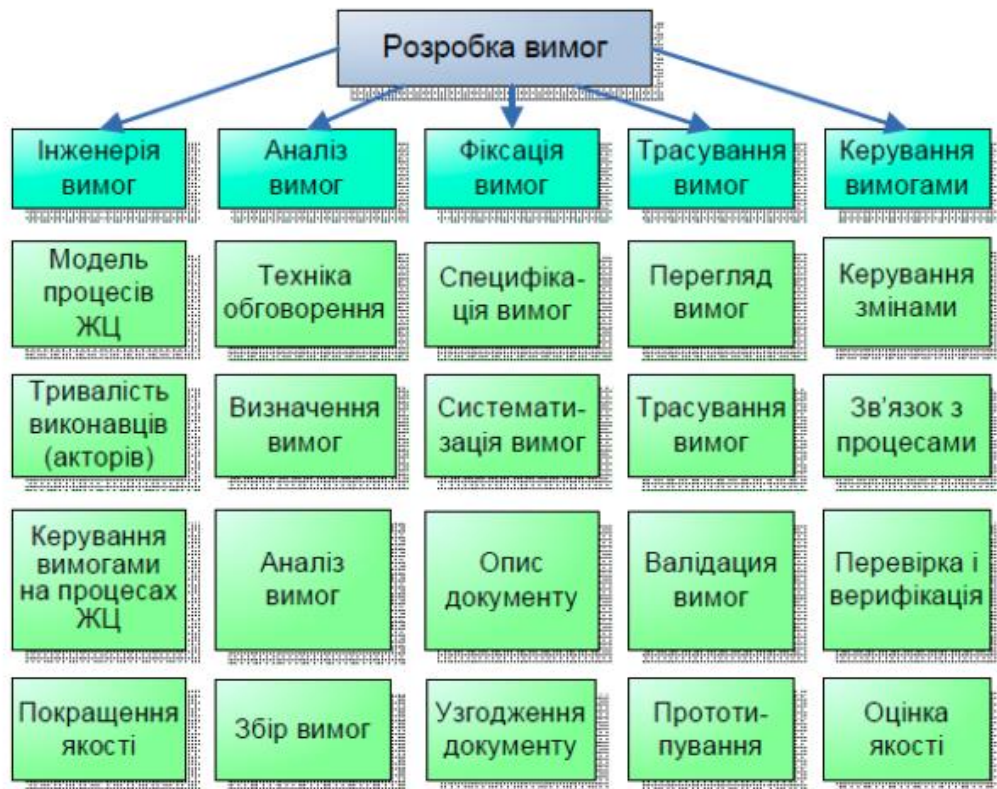 Розробка вимог
Інженерія
вимог
Аналіз
вимог
Фіксація
вимог
Трасування
вимог
Керування
вимогами
Модель
процесів
ЖЦ
Техніка
обговорення
Специфіка-
ція вимог
Перегляд
вимог
Керування
змінами
Тривалість
виконавців
(акторів)
Визначення
вимог
Системати-
зація вимог
Трасування
вимог
Зв'язок з
процесами
Керування
вимогами
на процесах
ЖЦ
Аналіз
вимог
Опис
документу
Валідация
вимог
Перевірка і
верифікація
Покращення
якості
Збір вимог
Узгодження
документу
Прототи-
пування
Оцінка
якості